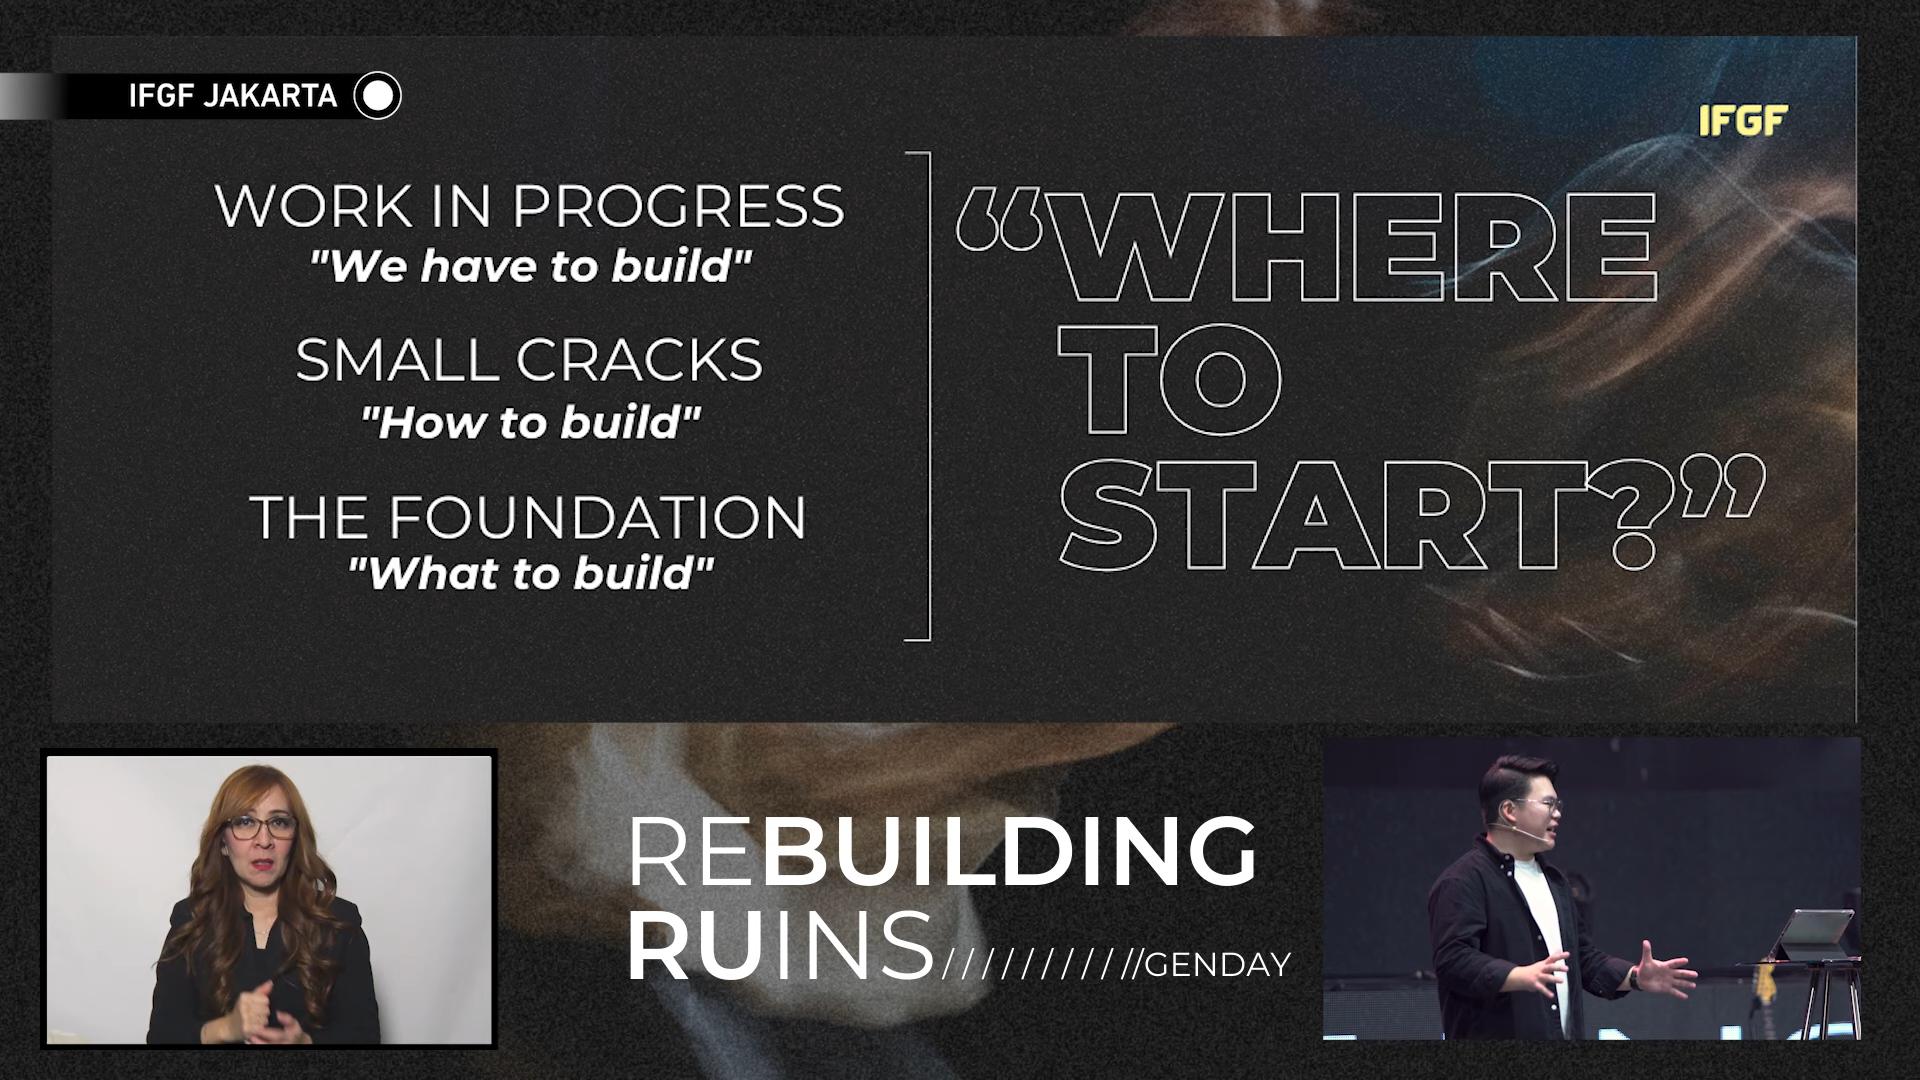 IFGF JAKARTA
IFGF
WORK IN PROGRESS
"We have to build"
SMALL CRACKS
"How to build"
THE FOUNDATION
"What to build"
“WHERE
TO
START?”
REBUILDING
RUINS///////////GENDAY